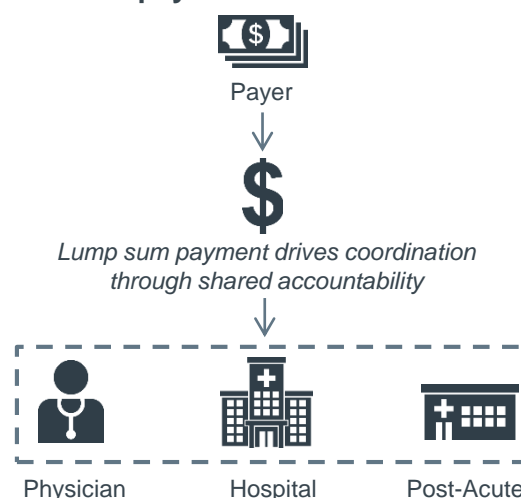 Payer
$
Lump sum payment drives coordination
through shared accountability
Physician Hospital Post-Acute